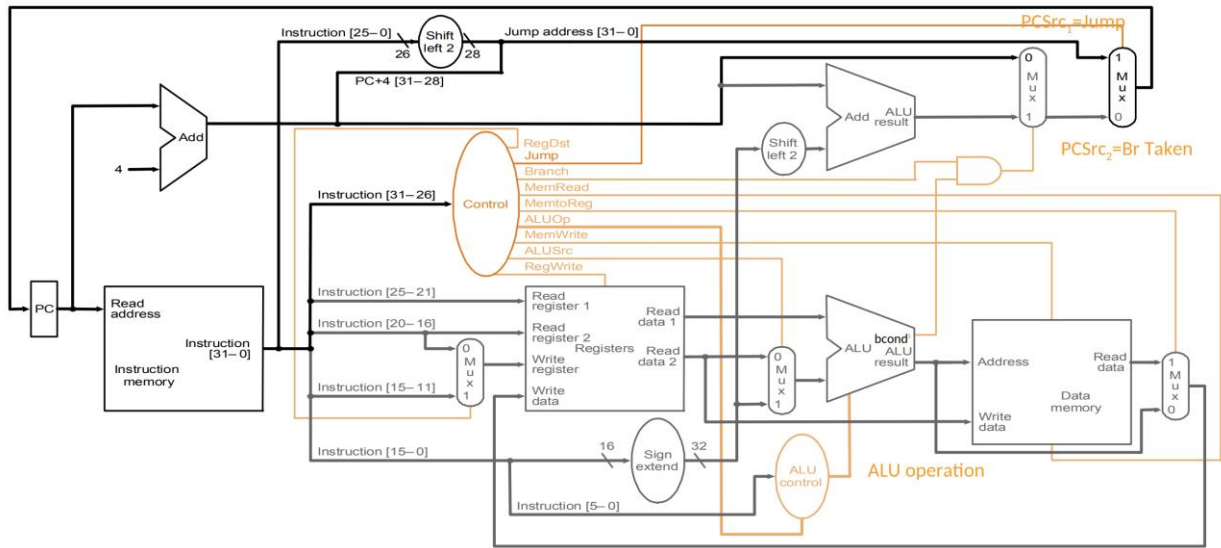 Instruction [25–0]
26
Shift
left 2
28
Jump address [31–0]
PCSrc1=Jump
PC+4 [31–28]
Add
4
0
M
u
x
1
1
M
u
x
0
Add
ALU
result
Shift
left 2
PCSrc2=Br Taken
RegDst
Jump
Branch
MemRead
MemtoReg
ALUOp
MemWrite
ALUSrc
RegWrite
Control
Instruction [31–26]
PC
Read
address
Instruction
[31–0]
Instruction
memory
Instruction [25–21]
Instruction [20–16]
Instruction [15–11]
Instruction [15–0]
Instruction [5–0]
0
M
u
x
1
Read
register 1
Read
register 2
Write
register
Write
data
Registers
Read
data 1
Read
data 2
16
Sign
extend
32
0
M
u
x
1
ALU
bcond
ALU
result
ALU
control
ALU operation
Address
Read
data
Write
data
Data
memory
1
M
u
x
0